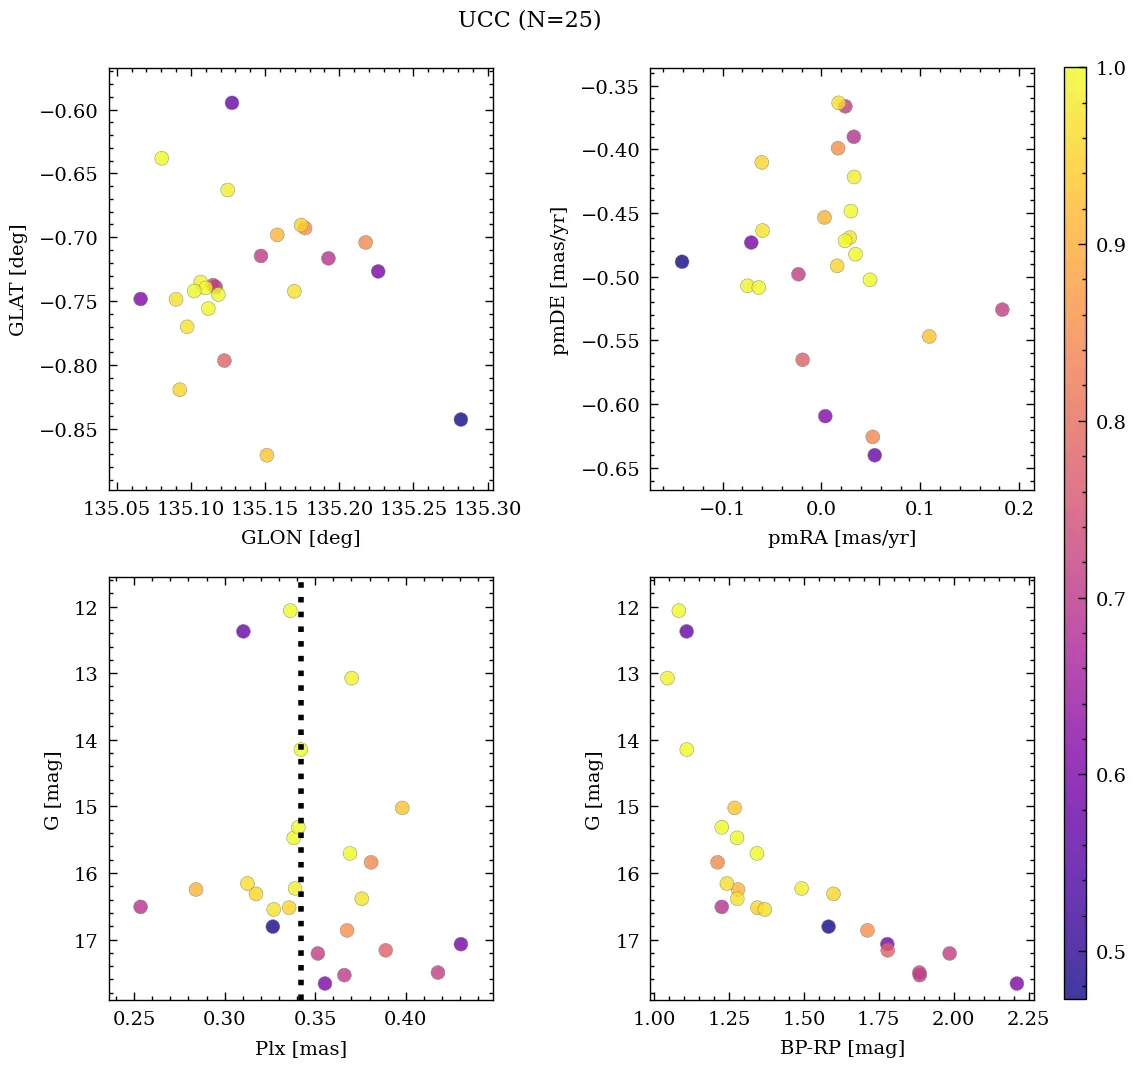 UCC (N=25)
−0.60
−0.65
−0.70
−0.75
−0.80
−0.85
GLAT [deg]
135.05 135.10 135.15 135.20 135.25 135.30
GLON [deg]
−0.35
−0.40
−0.45
−0.50
−0.55
−0.60
−0.65
pmDE [mas/yr]
−0.1 0.0 0.1 0.2
pmRA [mas/yr]
1.0
0.9
0.8
0.7
0.6
0.5
12
13
14
15
16
17
G [mag]
0.25 0.30 0.35 0.40
Plx [mas]
12
13
14
15
16
17
G [mag]
1.00 1.25 1.50 1.75 2.00 2.25
BP-RP [mag]